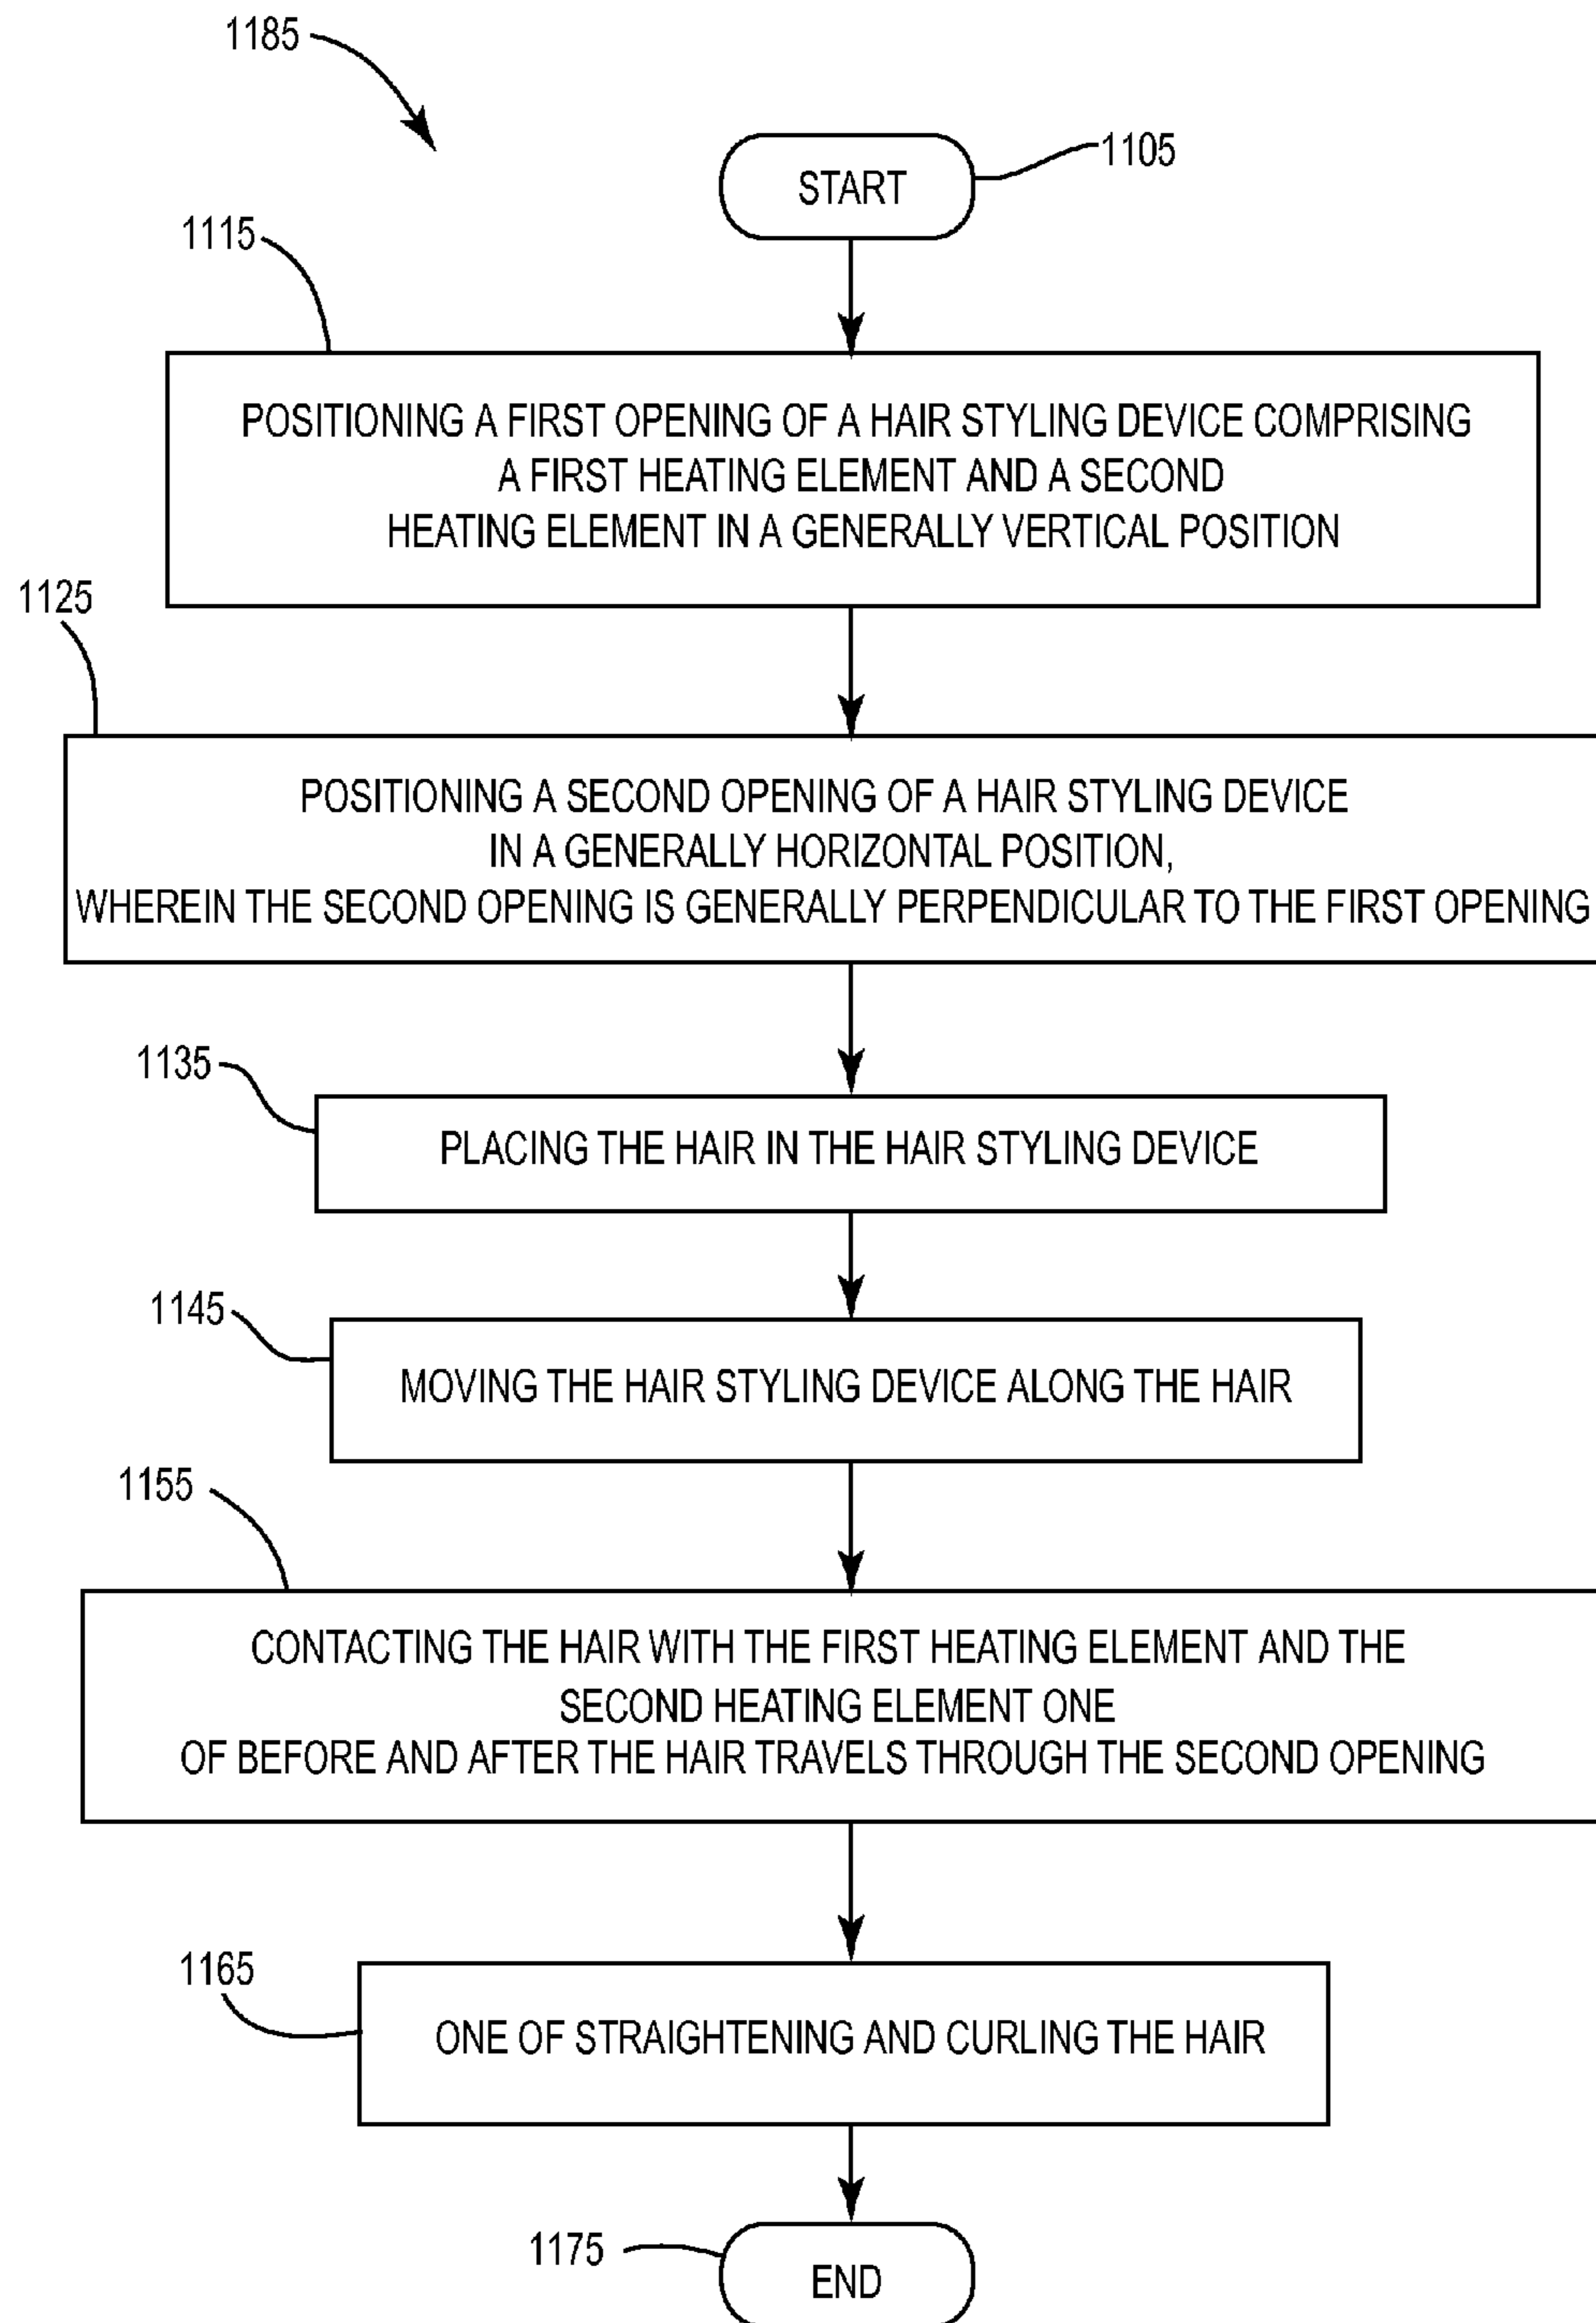 1185
1105
START
1115
POSITIONING A FIRST OPENING OF A HAIR STYLING DEVICE COMPRISING
A FIRST HEATING ELEMENT AND A SECOND
HEATING ELEMENT IN A GENERALLY VERTICAL POSITION
1125
POSITIONING A SECOND OPENING OF A HAIR STYLING DEVICE
IN A GENERALLY HORIZONTAL POSITION,
WHEREIN THE SECOND OPENING IS GENERALLY PERPENDICULAR TO THE FIRST OPENING
1135
PLACING THE HAIR IN THE HAIR STYLING DEVICE
1145
MOVING THE HAIR STYLING DEVICE ALONG THE HAIR
1155
CONTACTING THE HAIR WITH THE FIRST HEATING ELEMENT AND THE
SECOND HEATING ELEMENT ONE
OF BEFORE AND AFTER THE HAIR TRAVELS THROUGH THE SECOND OPENING
1165
ONE OF STRAIGHTENING AND CURLING THE HAIR
1175
END